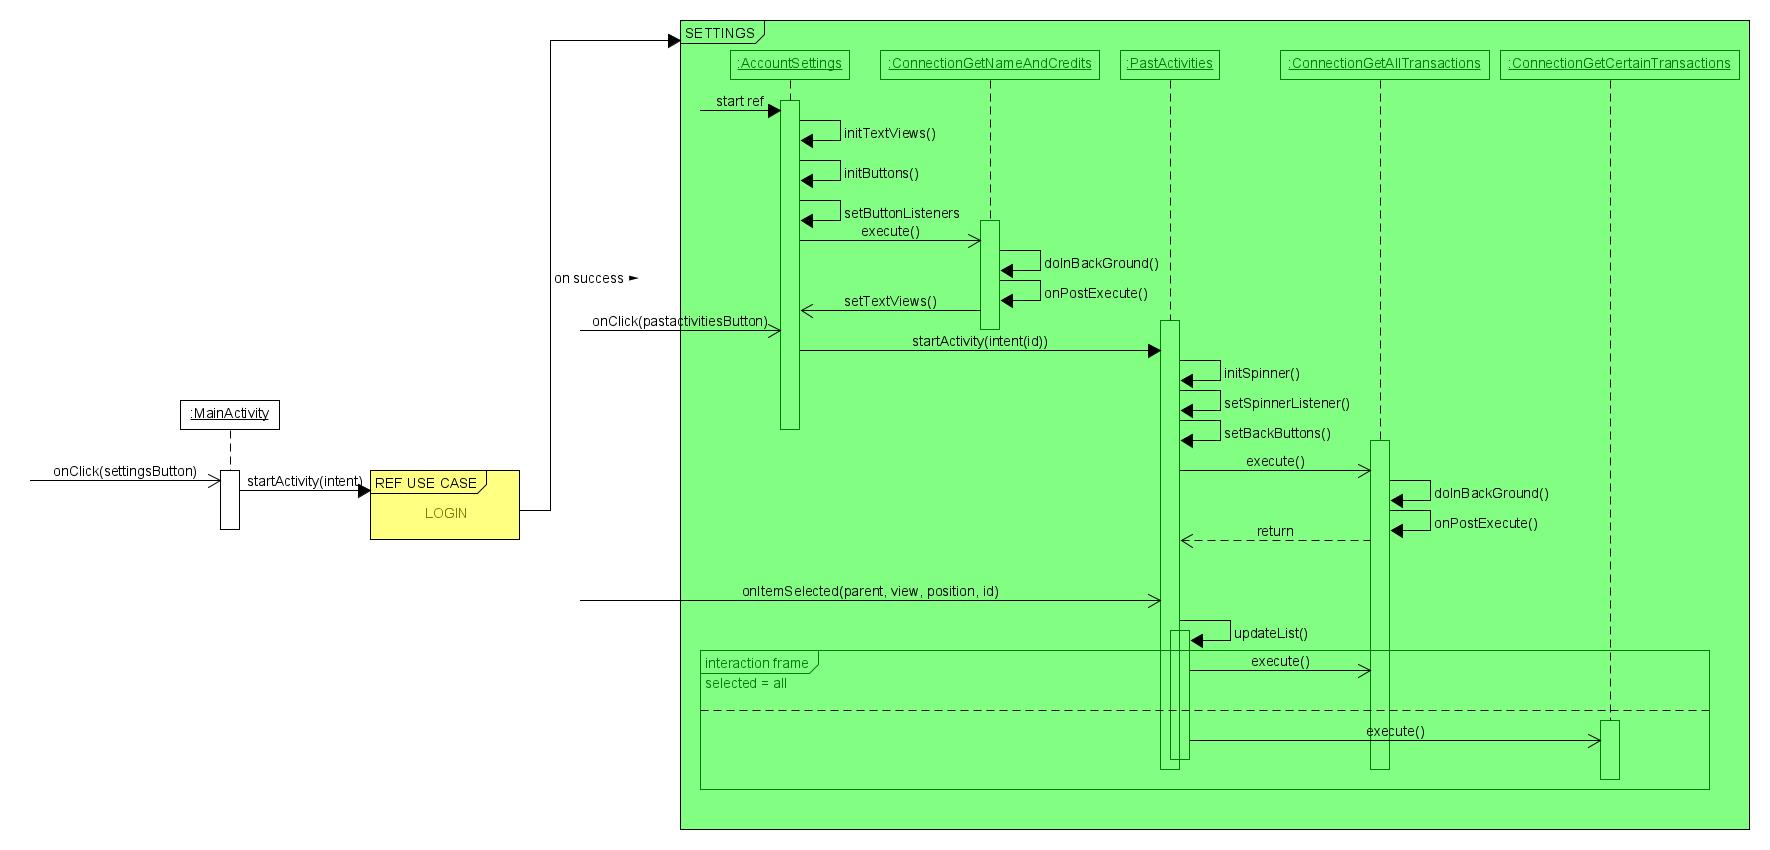 SETTINGS
:AccountSettings
:ConnectionGetNameAndCredits
:PastActivities
:ConnectionGetAllTransactions
:ConnectionGetCertainTransactions
start ref
initTextViews()
initButtons()
setButtonListeners
execute()
doInBackGround()
onPostExecute()
on success ►
setTextViews()
onClick(pastactivitiesButton)
startActivity(intent(id))
initSpinner()
setSpinnerListener()
:MainActivity
setBackButtons()
execute()
onClick(settingsButton)
startActivity(intent)
REF USE CASE
LOGIN
doInBackGround()
onPostExecute()
return
onItemSelected(parent, view, position, id)
updateList()
interaction frame
execute()
selected = all
execute()